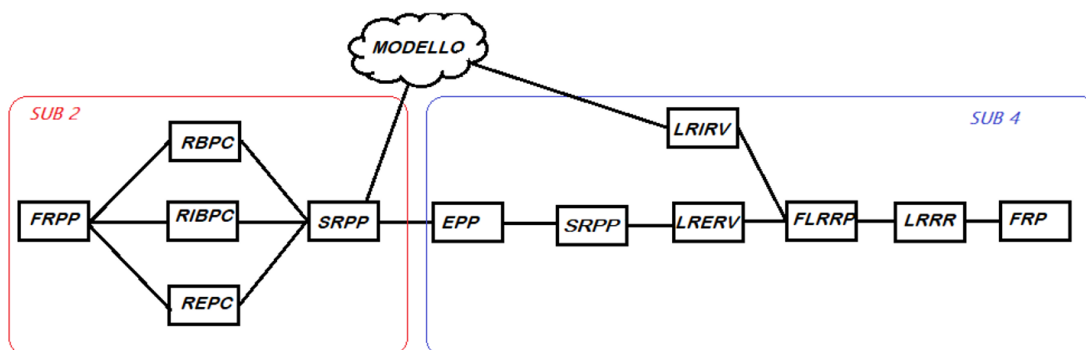 MODELLO
SUB 2
SUB 4
RBPC
LRIRV
FRPP
RIBPC
SRPP
EPP
SRPP
LRERV
FLRRP
LRRR
FRP
REPC